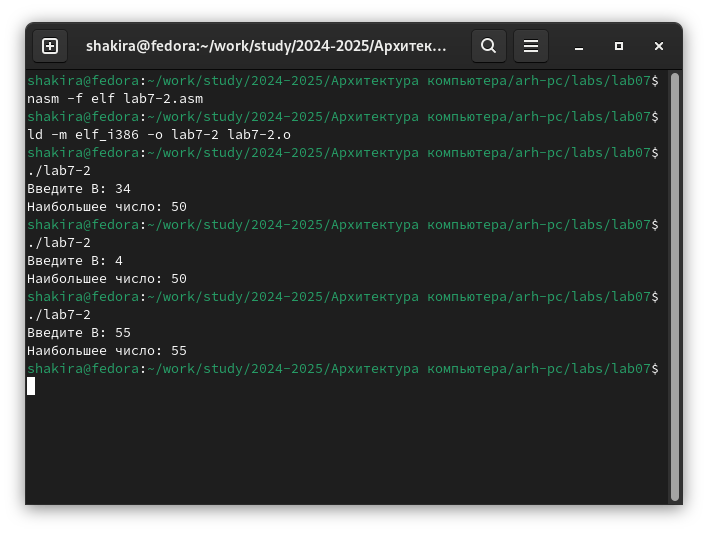 shakira@fedora:~/work/study/2024-2025/Архитек...
shakira@fedora:~/work/study/2024-2025/Архитектура компьютера/arh-pc/labs/lab07$
nasm -f elf lab7-2.asm
shakira@fedora:~/work/study/2024-2025/Архитектура компьютера/arh-pc/labs/lab07$
ld -m elf_i386 -o lab7-2 lab7-2.o
shakira@fedora:~/work/study/2024-2025/Архитектура компьютера/arh-pc/labs/lab07$
./lab7-2
Введите B: 34
Наибольшее число: 50
shakira@fedora:~/work/study/2024-2025/Архитектура компьютера/arh-pc/labs/lab07$
./lab7-2
Введите B: 4
Наибольшее число: 50
shakira@fedora:~/work/study/2024-2025/Архитектура компьютера/arh-pc/labs/lab07$
./lab7-2
Введите B: 55
Наибольшее число: 55
shakira@fedora:~/work/study/2024-2025/Архитектура компьютера/arh-pc/labs/lab07$